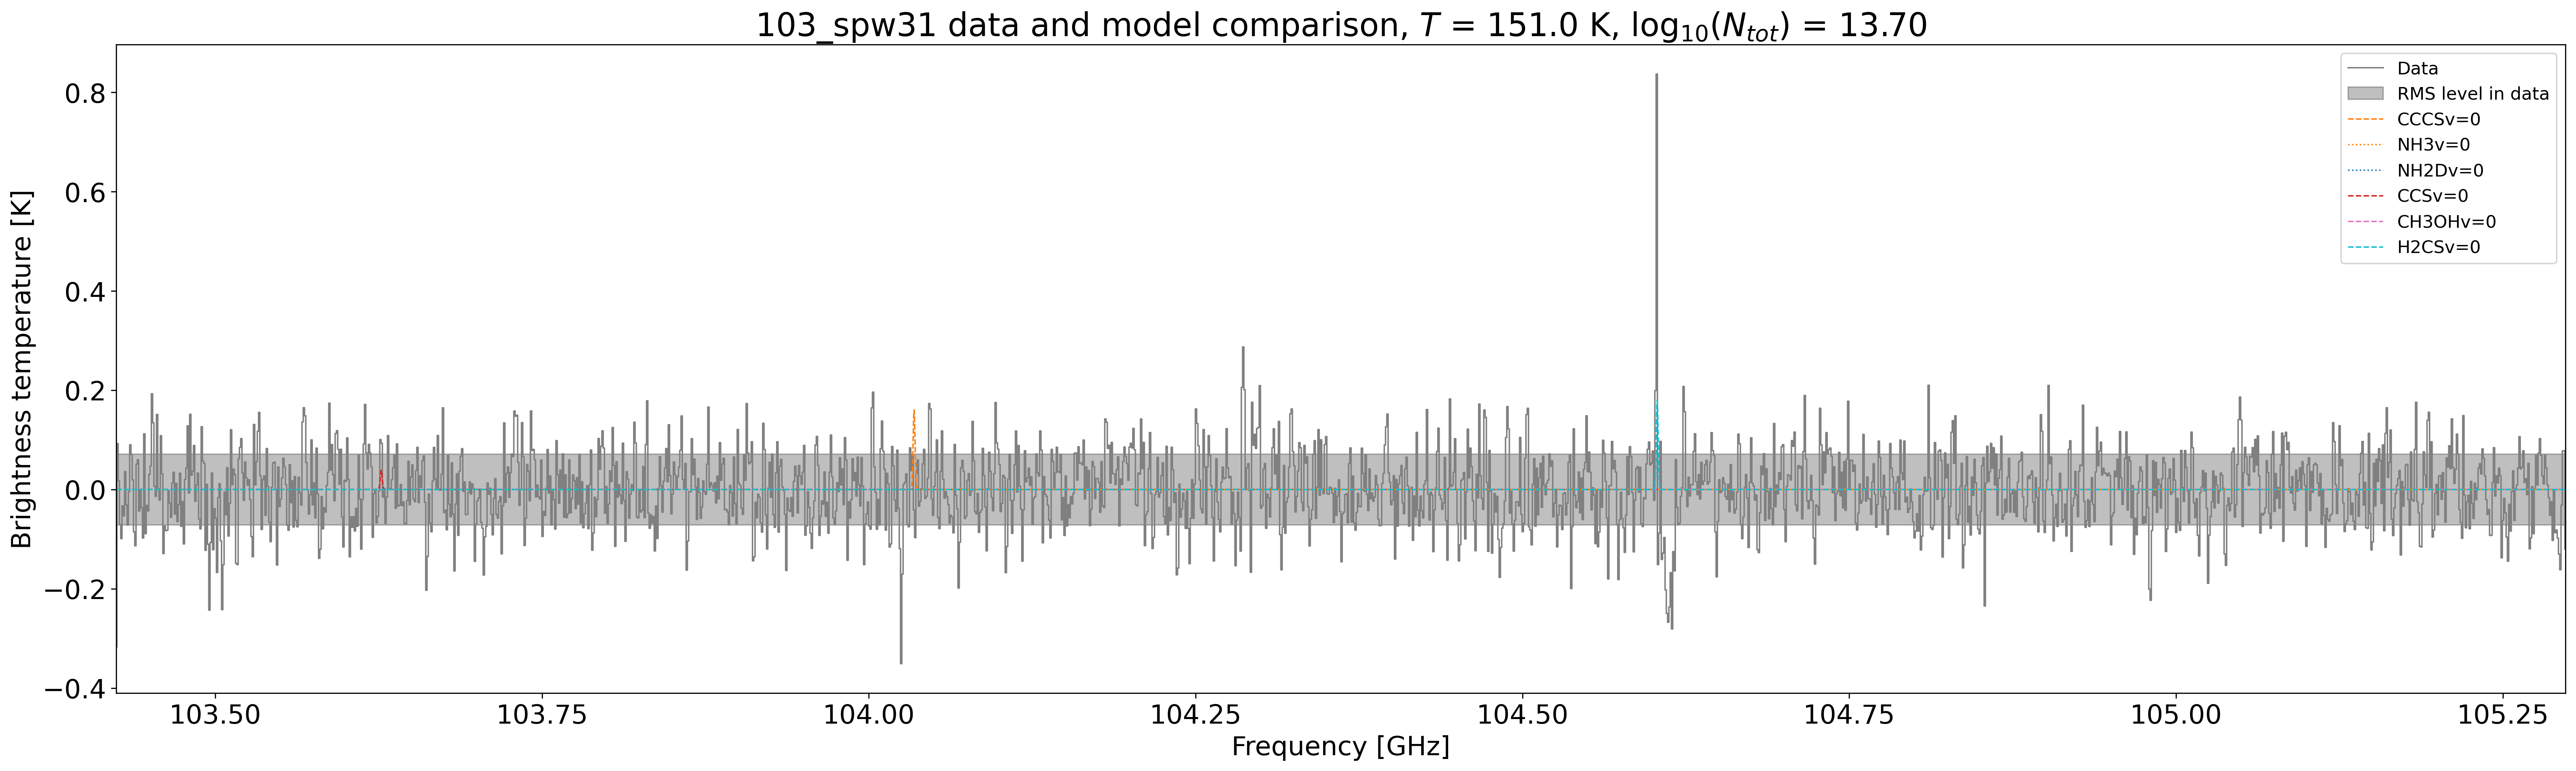 103_spw31 data and model comparison, T = 151.0 K, log₁₀(Nₜₒₜ) = 13.70
Brightness temperature [K]
0.8
0.6
0.4
0.2
0.0
−0.2
−0.4
Data
RMS level in data
CCCSv=0
NH3v=0
NH2Dv=0
CCSv=0
CH3OHv=0
H2CSv=0
103.50 103.75 104.00 104.25 104.50 104.75 105.00 105.25
Frequency [GHz]